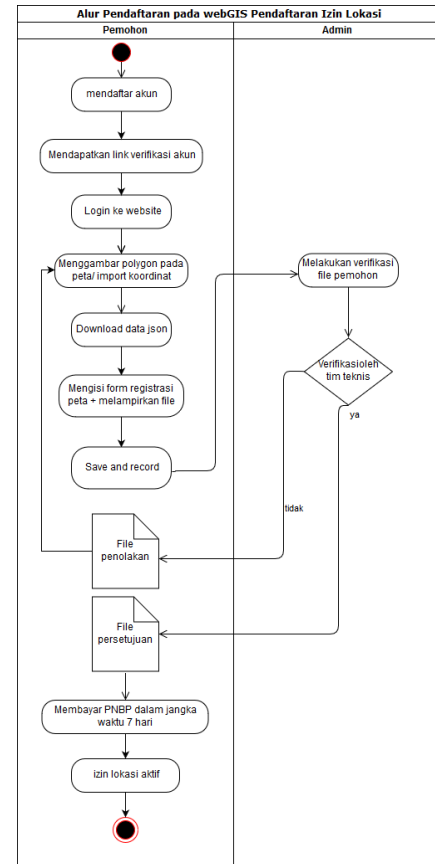 Alur Pendaftaran pada webGIS Pendaftaran Izin Lokasi
Pemohon
Admin
mendaftar akun
Mendapatkan link verifikasi akun
Login ke website
Menggambar polygon pada
peta/ import koordinat
Melakukan verifikasi
file pemohon
Download data json
Verifikasioleh
tim teknis
Mengisi form registrasi
peta + melampirkan file
ya
Save and record
tidak
File
penolakan
File
persetujuan
Membayar PNBP dalam jangka
waktu 7 hari
izin lokasi aktif